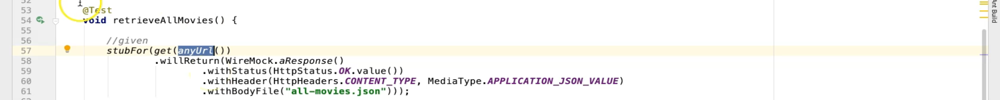 52
53 @Test
54 void retrieveAllMovies() {
55
56 //given
57 stubFor(get(anyUrl())
58 .willReturn(WireMock.aResponse()
59 .withStatus(HttpStatus.OK.value())
60 .withHeader(HttpHeaders.CONTENT_TYPE, MediaType.APPLICATION_JSON_VALUE)
61 .withBodyFile("all-movies.json")));
Ant Build